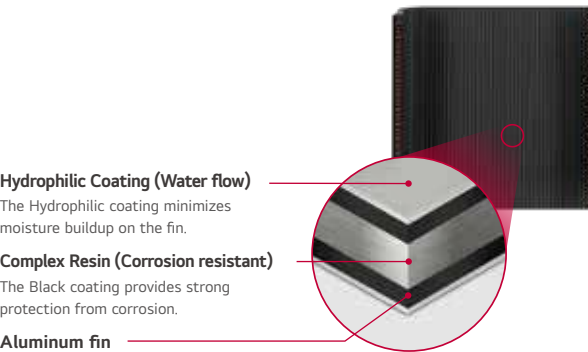 Hydrophilic Coating (Water flow)
The Hydrophilic coating minimizes
moisture buildup on the fin.
Complex Resin (Corrosion resistant)
The Black coating provides strong
protection from corrosion.
Aluminum fin